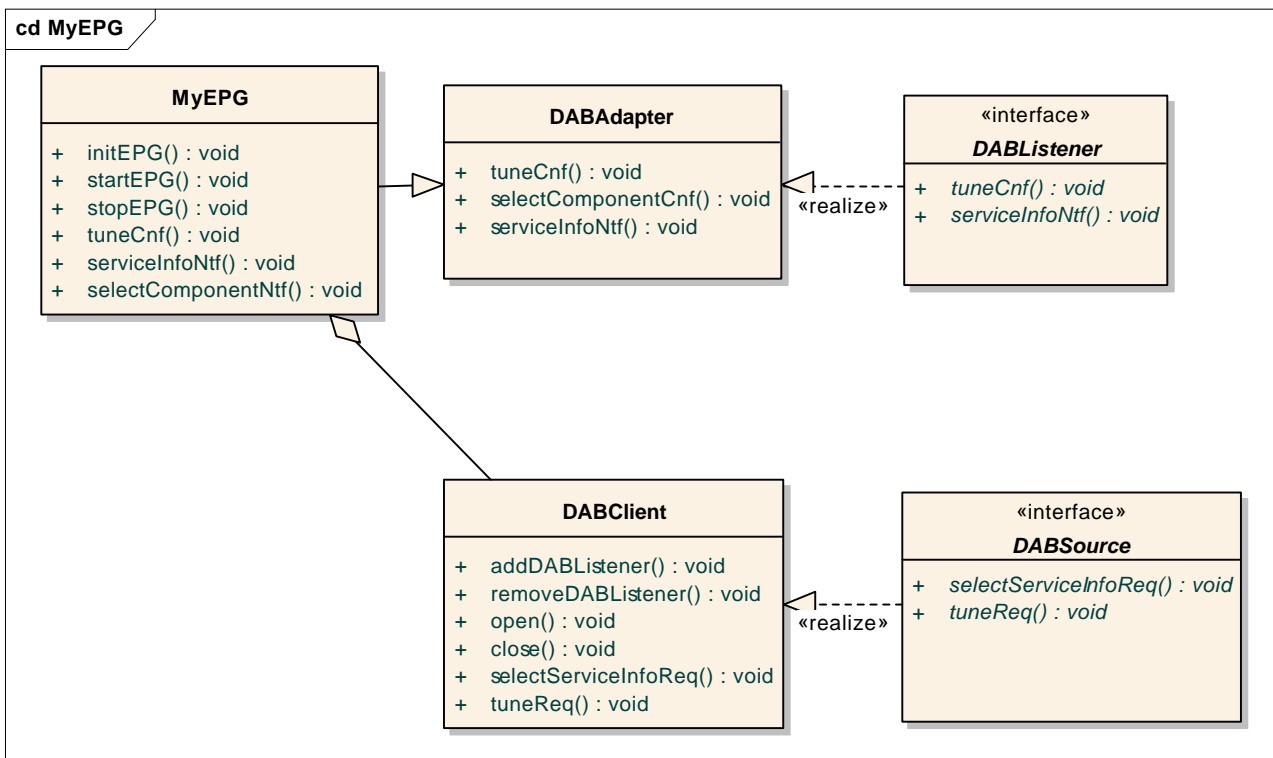 cd MyEPG
MyEPG
+ initEPG() : void
+ startEPG() : void
+ stopEPG() : void
+ tuneCnf() : void
+ serviceInfoNtf() : void
+ selectComponentNtf() : void
DABAdapter
+ tuneCnf() : void
+ selectComponentCnf() : void
+ serviceInfoNtf() : void
«realize»
«interface»
DABListener
+ tuneCnf() : void
+ serviceInfoNtf() : void
DABClient
+ addDABListener() : void
+ removeDABListener() : void
+ open() : void
+ close() : void
+ selectServiceInfoReq() : void
+ tuneReq() : void
«realize»
«interface»
DABSource
+ selectServiceInfoReq() : void
+ tuneReq() : void